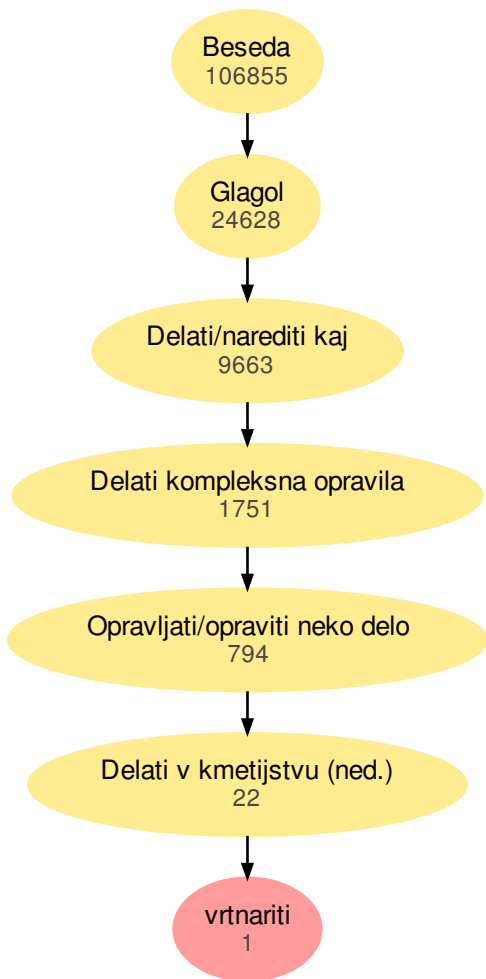 Beseda
106855
Glagol
24628
Delati/narediti kaj
9663
Delati kompleksna opravila
1751
Opravljati/opraviti neko delo
794
Delati v kmetijstvu (ned.)
22
vrtnariti
1